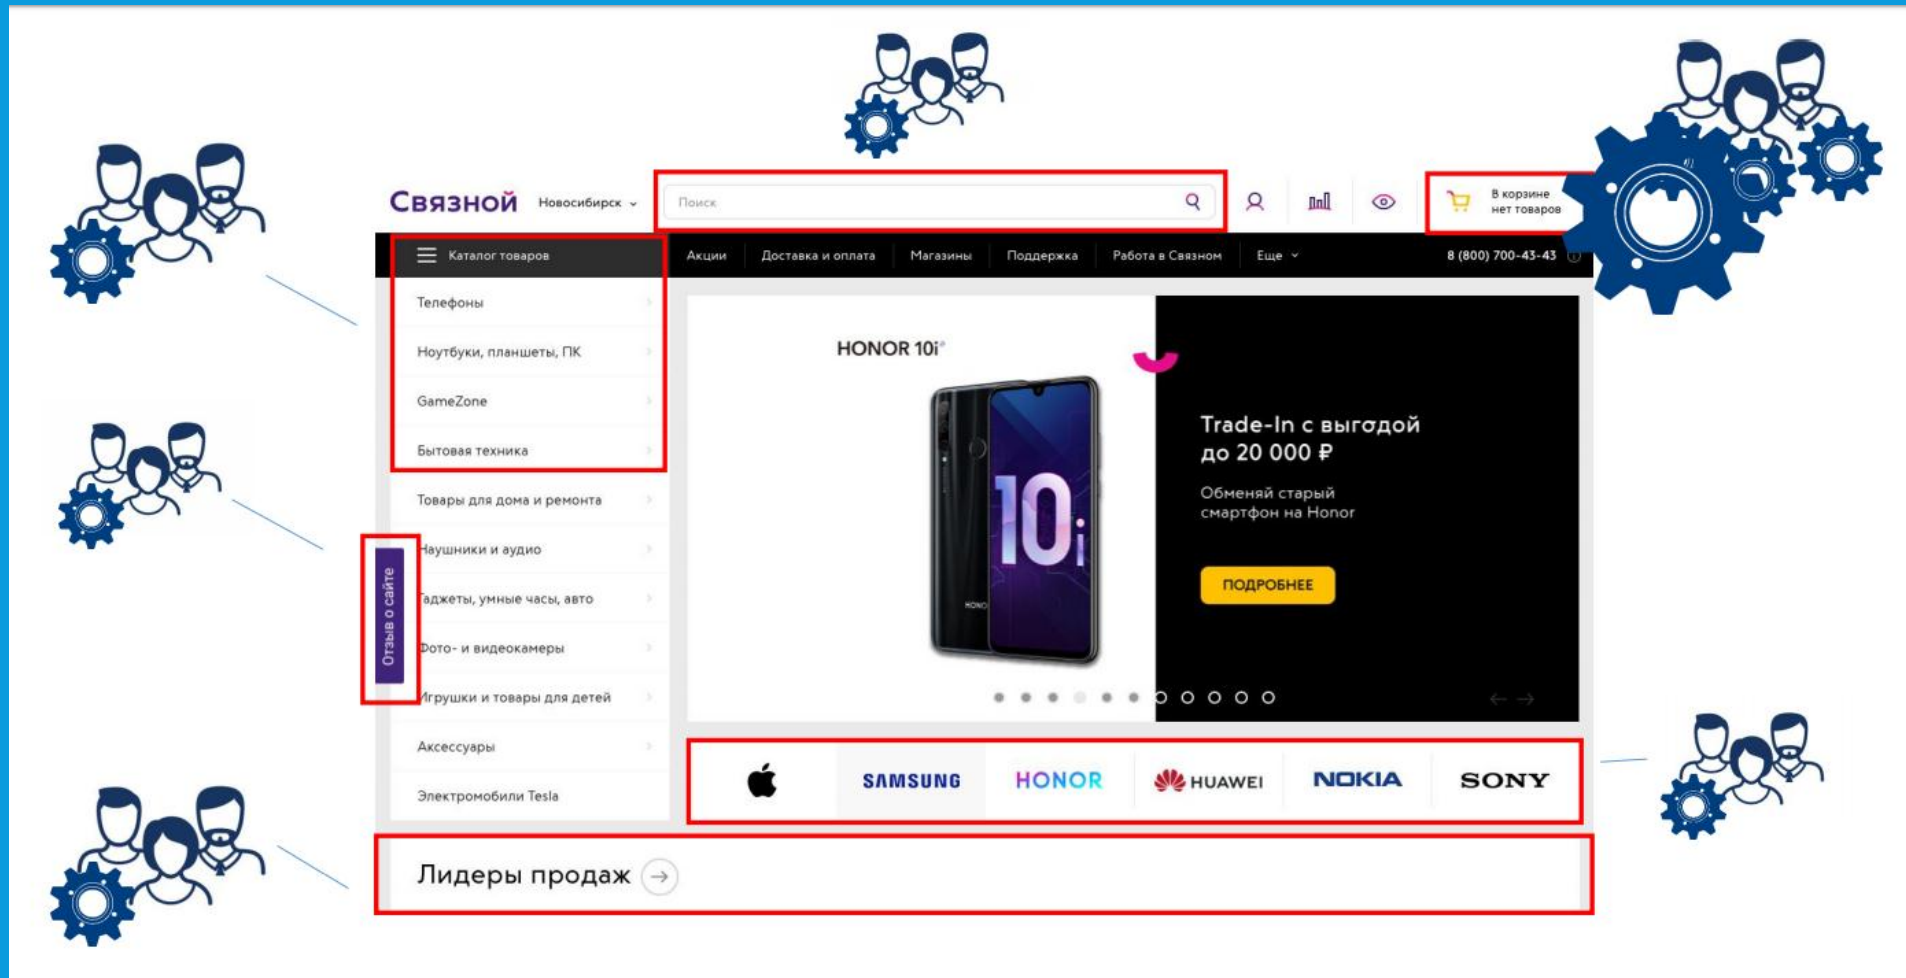 Связной
Новосибирск
Поиск
В корзине
нет товаров
Каталог товаров
Акции
Доставка и оплата
Магазины
Поддержка
Работа в Связном
Еще
8 (800) 700-43-43
Телефоны
Ноутбуки, планшеты, ПК
GameZone
Бытовая техника
Товары для дома и ремонта
Наушники и аудио
Гаджеты, умные часы, авто
Фото- и видеокамеры
Игрушки и товары для детей
Аксессуары
Электромобили Tesla
Отзыв о сайте
HONOR 10i
10i
Trade-In с выгодой
до 20 000 ₽
Обменяй старый
смартфон на Honor
ПОДРОБНЕЕ
SAMSUNG
HONOR
HUAWEI
NOKIA
SONY
Лидеры продаж